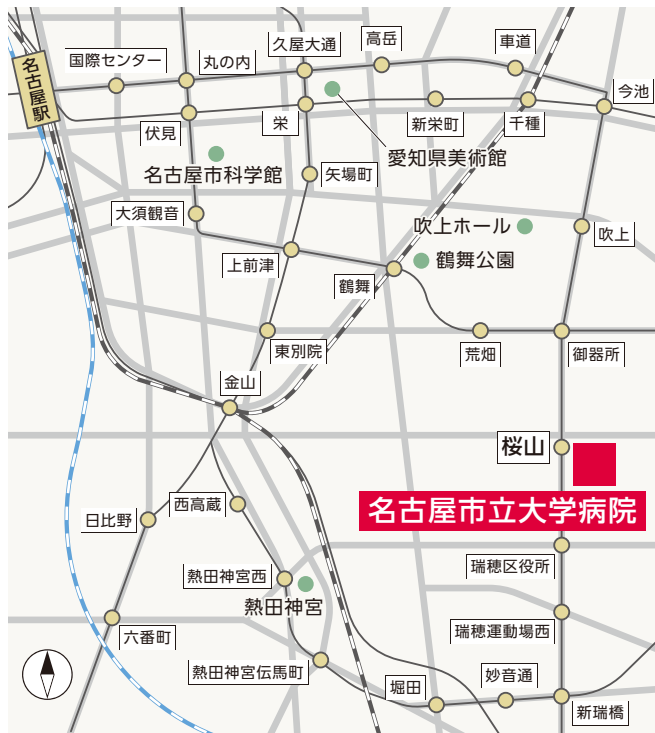 久屋大通
高岳
車道
国際センター
丸の内
名古屋駅
今池
伏見
栄
新栄町
千種
愛知県美術館
名古屋市科学館
矢場町
大須観音
吹上ホール
吹上
上前津
鶴舞公園
鶴舞
東別院
荒畑
御器所
金山
桜山
名古屋市立大学病院
西高蔵
日比野
瑞穂区役所
熱田神宮西
熱田神宮
六番町
瑞穂運動場西
熱田神宮伝馬町
堀田
妙音通
新瑞橋